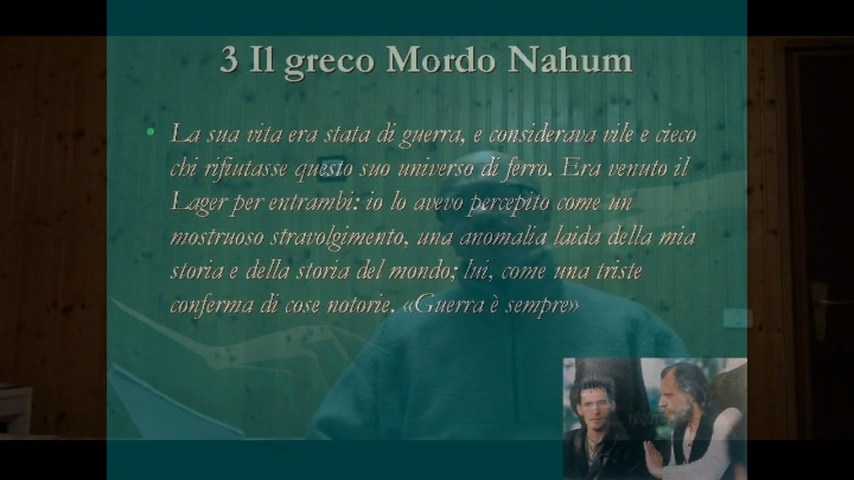 3 Il greco Mordo Nahum
La sua vita era stata di guerra, e considerava vile e cieco
chi rifiutasse questo suo universo di ferro. Era venuto il
Lager per entrambi: io lo avevo percepito come un
mostruoso stravolgimento, una anomalia laida della mia
storia e della storia del mondo; lui, come una triste
conferma di cose notorie. «Guerra è sempre»